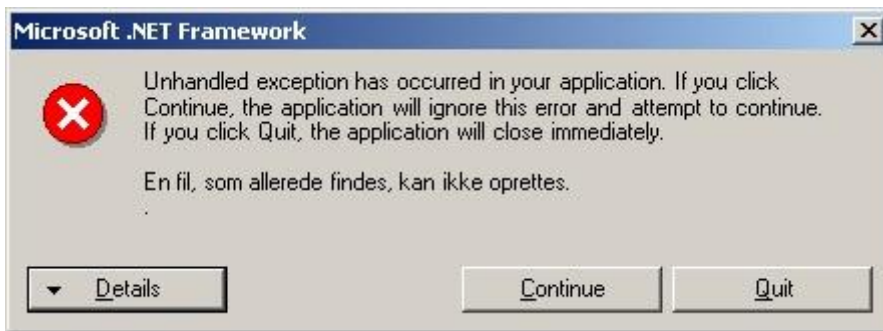 Microsoft .NET Framework
Unhandled exception has occurred in your application. If you click
Continue, the application will ignore this error and attempt to continue.
If you click Quit, the application will close immediately.
En fil, som allerede findes, kan ikke oprettes.
.
Details
Continue
Quit